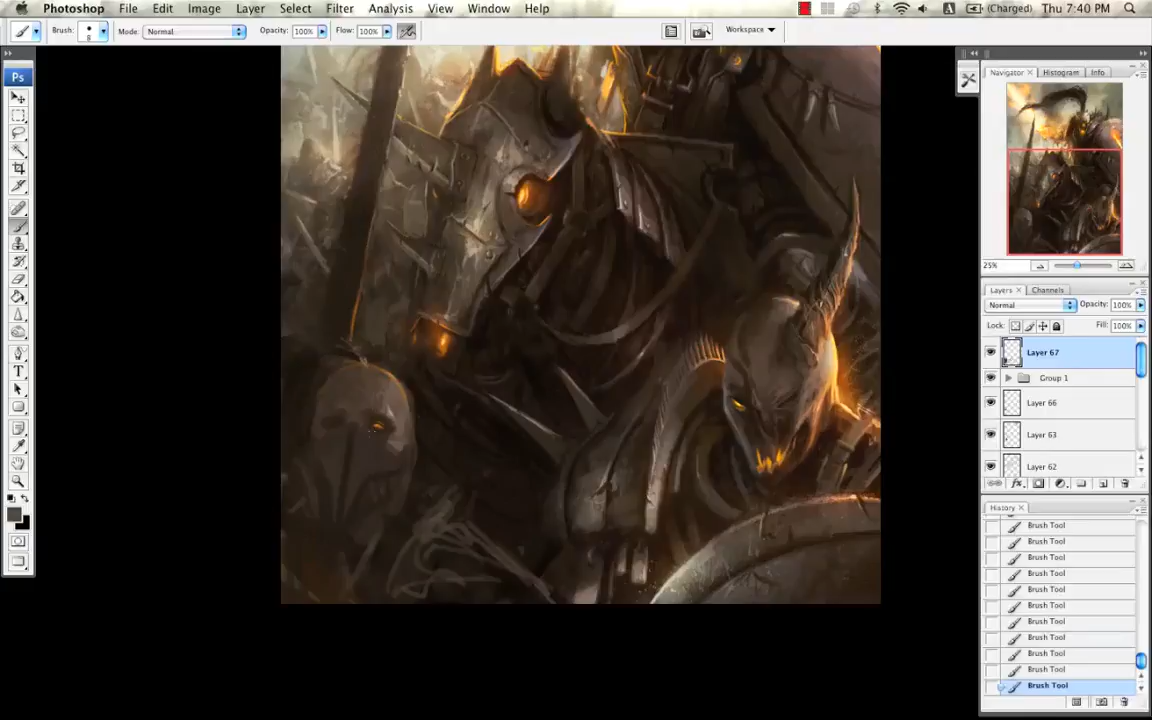 Photoshop File Edit Image Layer Select Filter Analysis View Window Help (Charged) Thu 7:40 PM
Brush: 8 Mode: Normal Opacity: 100% Flow: 100% Workspace
Ps
Navigator Histogram Info
25%
Layers Channels
Normal Opacity: 100%
Lock: Fill: 100%
Layer 67
Group 1
Layer 66
Layer 63
Layer 62
History
Brush Tool
Brush Tool
Brush Tool
Brush Tool
Brush Tool
Brush Tool
Brush Tool
Brush Tool
Brush Tool
Brush Tool
Brush Tool